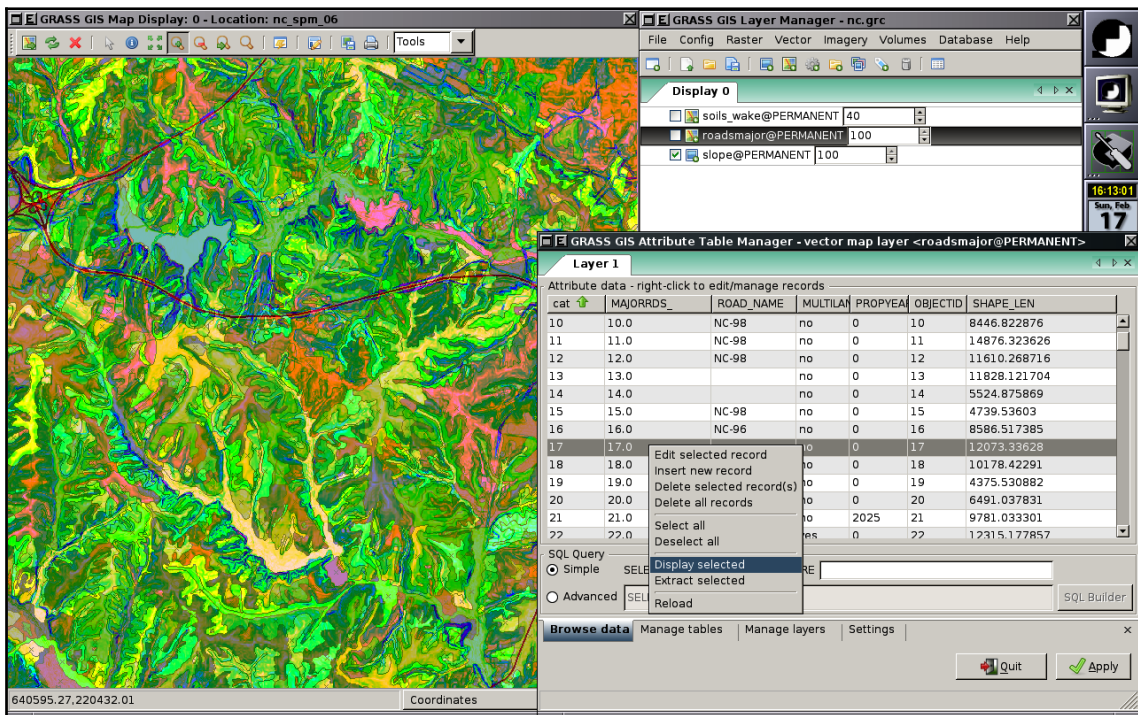 GRASS GIS Map Display: 0 - Location: nc_spm_06
Tools
640595.27,220432.01
Coordinates
GRASS GIS Layer Manager - nc.grc
File Config Raster Vector Imagery Volumes Database Help
Display 0
soils_wake@PERMANENT 40
roadsmajor@PERMANENT 100
slope@PERMANENT 100
16:13:01
Sun, Feb
17
GRASS GIS Attribute Table Manager - vector map layer <roadsmajor@PERMANENT>
Layer 1
Attribute data - right-click to edit/manage records
cat MAJORRDS_ ROAD_NAME MULTILAN PROPYEAR OBJECTID SHAPE_LEN
10 10.0 NC-98 no 0 10 8446.822876
11 11.0 NC-98 no 0 11 14876.323626
12 12.0 NC-98 no 0 12 11610.268716
13 13.0 no 0 13 11828.121704
14 14.0 no 0 14 5524.875869
15 15.0 NC-98 no 0 15 4739.53603
16 16.0 NC-96 no 0 16 8586.517385
17 17.0 no 0 17 12073.33628
18 18.0 no 0 18 10178.42291
19 19.0 no 0 19 4375.530882
20 20.0 no 0 20 6491.037831
21 21.0 no 2025 21 9781.033301
22 22.0 yes 0 22 12315.177857
Edit selected record
Insert new record
Delete selected record(s)
Delete all records
Select all
Deselect all
Display selected
Extract selected
Reload
SQL Query
Simple SELE RE
Advanced SELE SQL Builder
Browse data Manage tables Manage layers Settings
Quit Apply